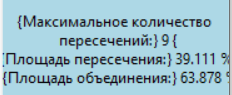 {Максимальное количество
пересечений:} 9 {
{Площадь пересечения:} 39.111 %
{Площадь объединения:} 63.878 %